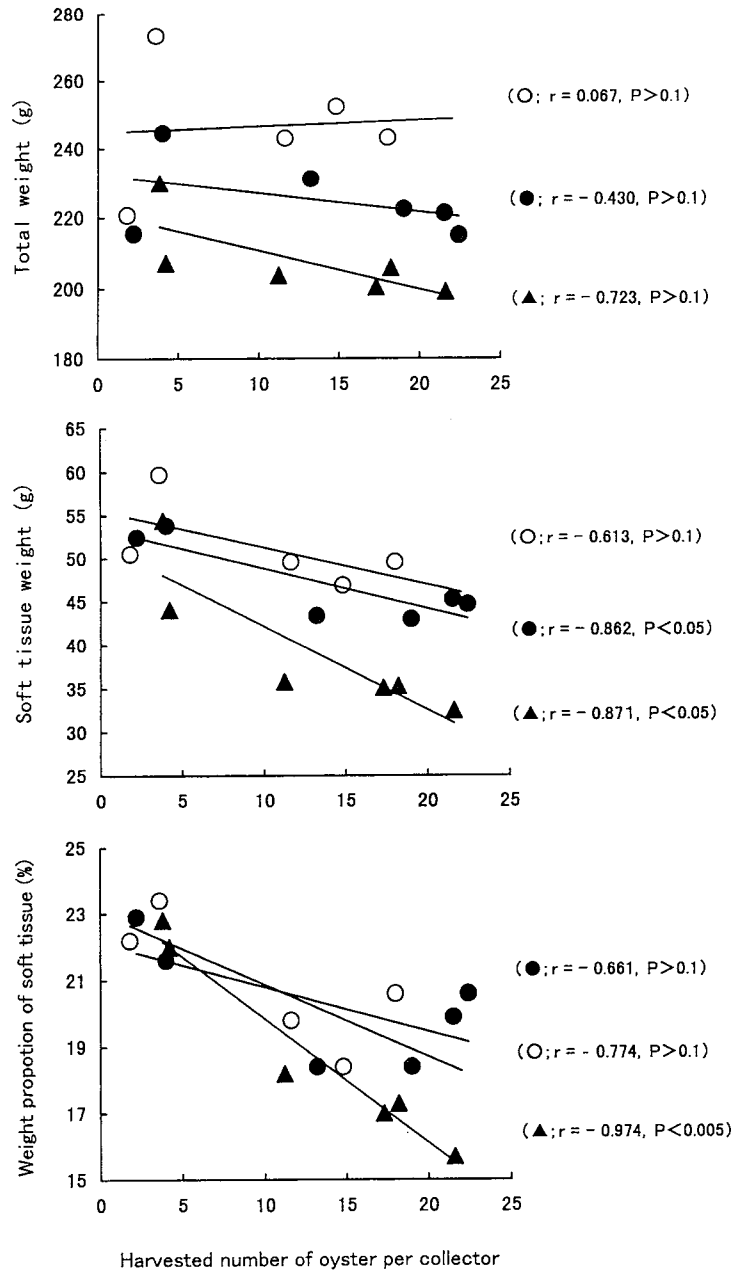 Total weight (g)
280
260
240
220
200
180
0 5 10 15 20 25
(○; r = 0.067, P>0.1)
(●; r = - 0.430, P>0.1)
(▲; r = - 0.723, P>0.1)
Soft tissue weight (g)
65
60
55
50
45
40
35
30
25
0 5 10 15 20 25
(○; r = - 0.613, P>0.1)
(●; r = - 0.862, P<0.05)
(▲; r = - 0.871, P<0.05)
Weight propotion of soft tissue (%)
25
23
21
19
17
15
0 5 10 15 20 25
(●; r = - 0.661, P>0.1)
(○; r = - 0.774, P>0.1)
(▲; r = - 0.974, P<0.005)
Harvested number of oyster per collector